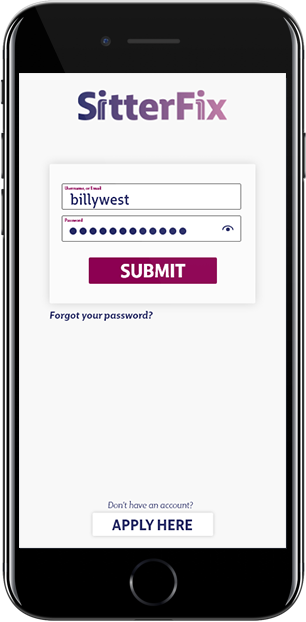 SitterFix
Username, or Email
billywest
Password
●●●●●●●●●●●●
SUBMIT
Forgot your password?
Don't have an account?
APPLY HERE